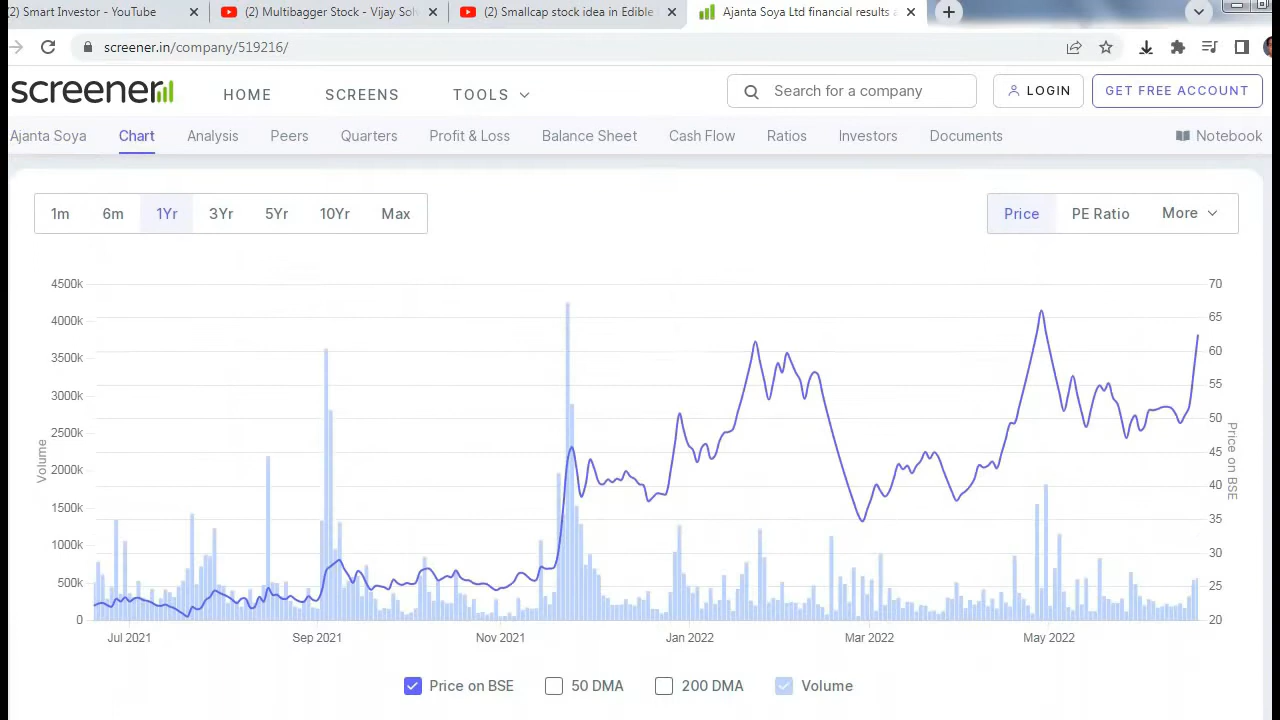 (2) Smart Investor - YouTube
(2) Multibagger Stock - Vijay Solv
(2) Smallcap stock idea in Edible
Ajanta Soya Ltd financial results a
screener.in/company/519216/
screener
HOME
SCREENS
TOOLS
Search for a company
LOGIN
GET FREE ACCOUNT
Ajanta Soya
Chart
Analysis
Peers
Quarters
Profit & Loss
Balance Sheet
Cash Flow
Ratios
Investors
Documents
Notebook
1m
6m
1Yr
3Yr
5Yr
10Yr
Max
Price
PE Ratio
More
4500k
4000k
3500k
3000k
2500k
2000k
1500k
1000k
500k
0
Volume
70
65
60
55
50
45
40
35
30
25
20
Price on BSE
Jul 2021
Sep 2021
Nov 2021
Jan 2022
Mar 2022
May 2022
Price on BSE
50 DMA
200 DMA
Volume